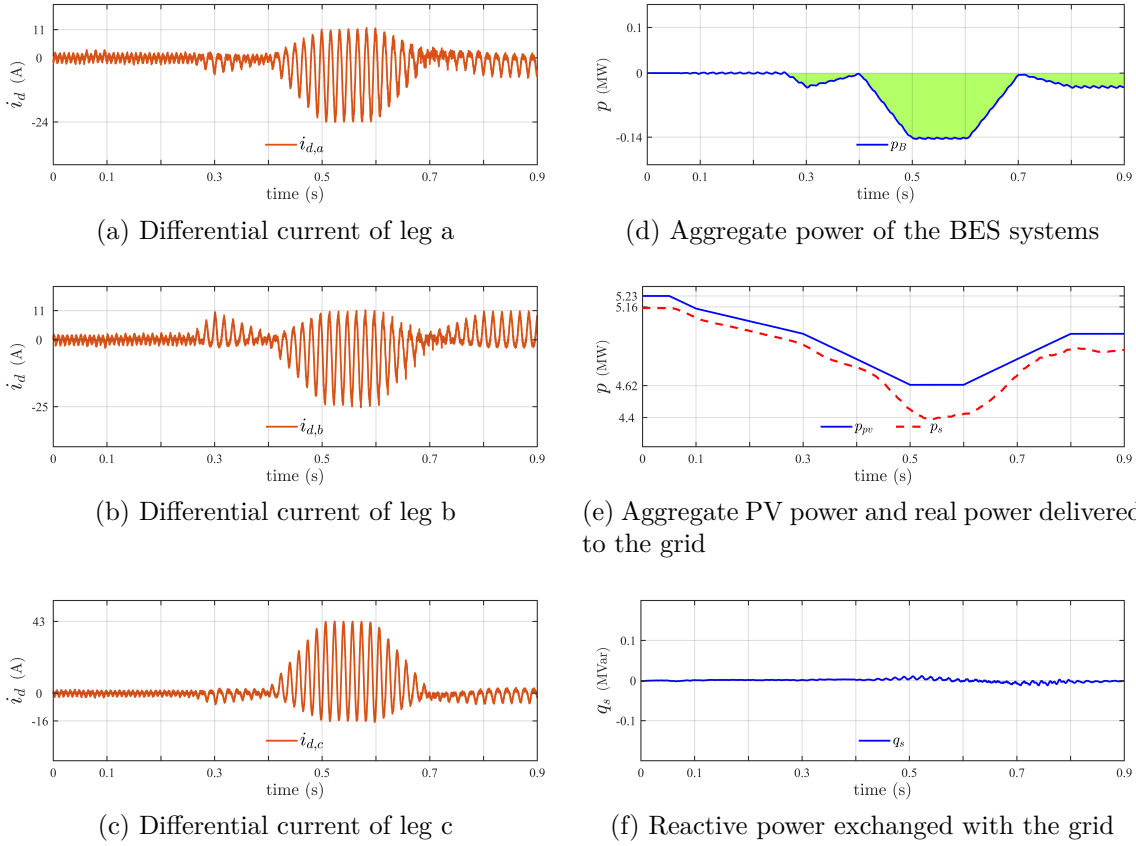 11
0
-24
i_d (A)
i_{d,a}
0 0.1 0.3 0.5 0.7 0.9
time (s)
(a) Differential current of leg a
0.1
0
-0.14
p (MW)
p_B
0 0.1 0.3 0.5 0.7 0.9
time (s)
(d) Aggregate power of the BES systems
11
0
-25
i_d (A)
i_{d,b}
0 0.1 0.3 0.5 0.7 0.9
time (s)
(b) Differential current of leg b
5.23
5.16
4.62
4.4
p (MW)
p_{pv} p_s
0 0.1 0.3 0.5 0.7 0.9
time (s)
(e) Aggregate PV power and real power delivered
to the grid
43
0
-16
i_d (A)
i_{d,c}
0 0.1 0.3 0.5 0.7 0.9
time (s)
(c) Differential current of leg c
0.1
0
-0.1
q_s (MVar)
q_s
0 0.1 0.3 0.5 0.7 0.9
time (s)
(f) Reactive power exchanged with the grid